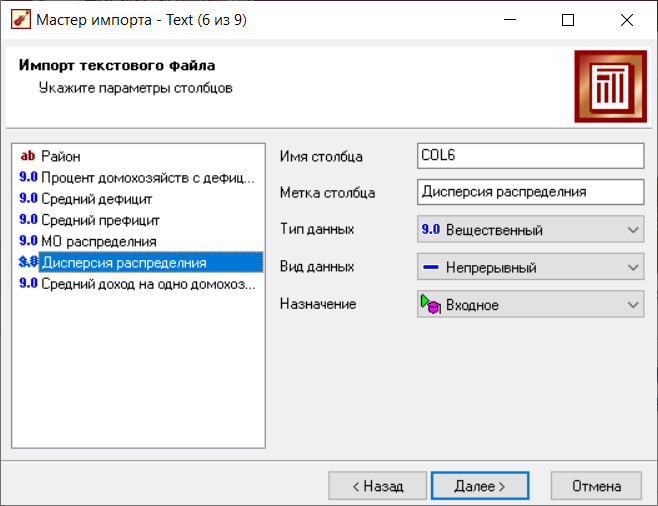 Мастер импорта - Text (6 из 9)
Импорт текстового файла
Укажите параметры столбцов
ab Район
9.0 Процент домохозяйств с дефиц...
9.0 Средний дефицит
9.0 Средний префицит
9.0 МО распределния
9.0 Дисперсия распределния
9.0 Средний доход на одно домохоз...
Имя столбца COL6
Метка столбца Дисперсия распределния
Тип данных 9.0 Вещественный
Вид данных Непрерывный
Назначение Входное
< Назад Далее > Отмена